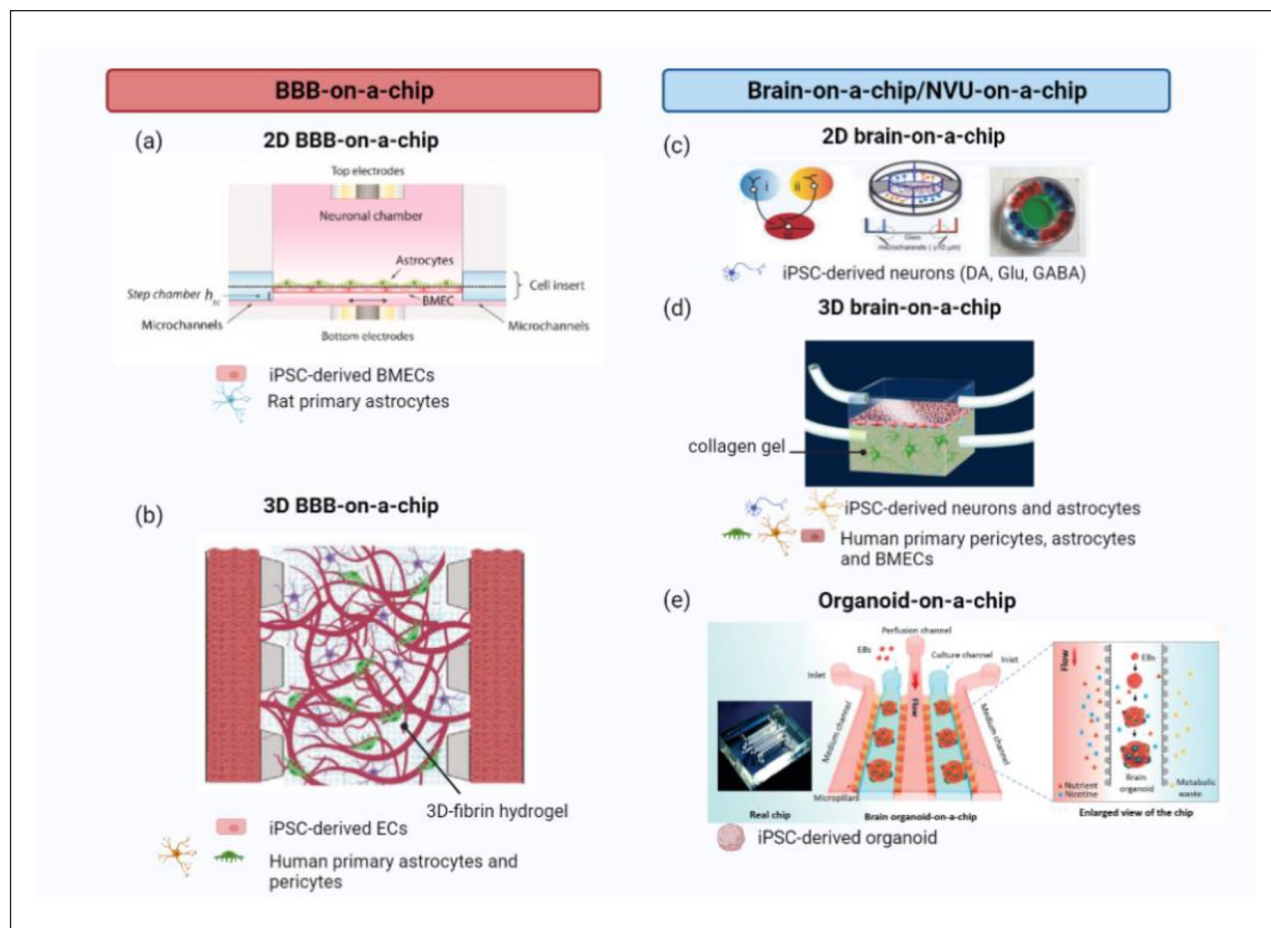 BBB-on-a-chip
(a)
2D BBB-on-a-chip
Top electrodes
Neuronal chamber
Astrocytes
Step chamber h
Cell insert
BMEC
Microchannels
Microchannels
Bottom electrodes
iPSC-derived BMECs
Rat primary astrocytes
(b)
3D BBB-on-a-chip
3D-fibrin hydrogel
iPSC-derived ECs
Human primary astrocytes and
pericytes
Brain-on-a-chip/NVU-on-a-chip
(c)
2D brain-on-a-chip
i
ii
Glass
microchannels
iPSC-derived neurons (DA, Glu, GABA)
(d)
3D brain-on-a-chip
collagen gel
iPSC-derived neurons and astrocytes
Human primary pericytes, astrocytes
and BMECs
(e)
Organoid-on-a-chip
Perfusion channel
EBs
Culture channel
Inlet
Inlet
Flow
Medium channel
Medium channel
Micropillars
Real chip
Brain organoid-on-a-chip
Flow
EBs
Brain
organoid
Nutrient
Nicotine
Metabolic
waste
Enlarged view of the chip
iPSC-derived organoid